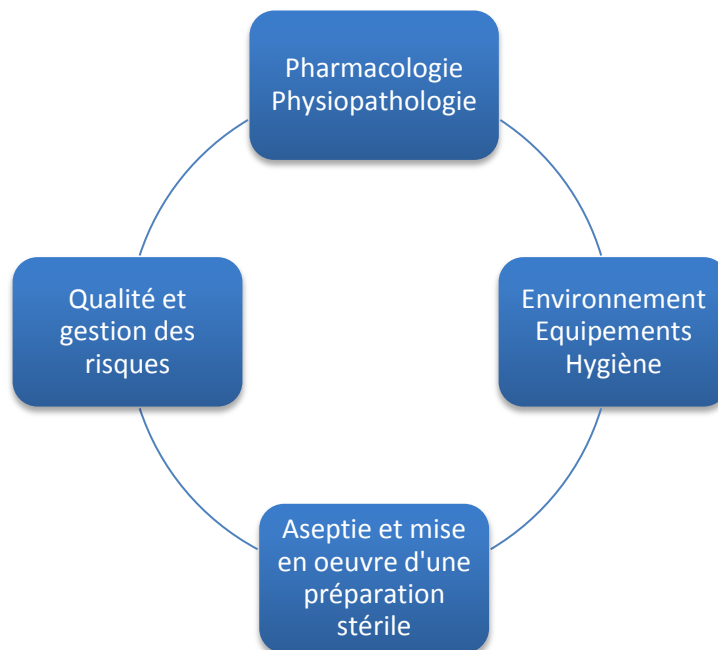 Pharmacologie
Physiopathologie
Qualité et
gestion des
risques
Environnement
Equipements
Hygiène
Aseptie et mise
en oeuvre d'une
préparation
stérile